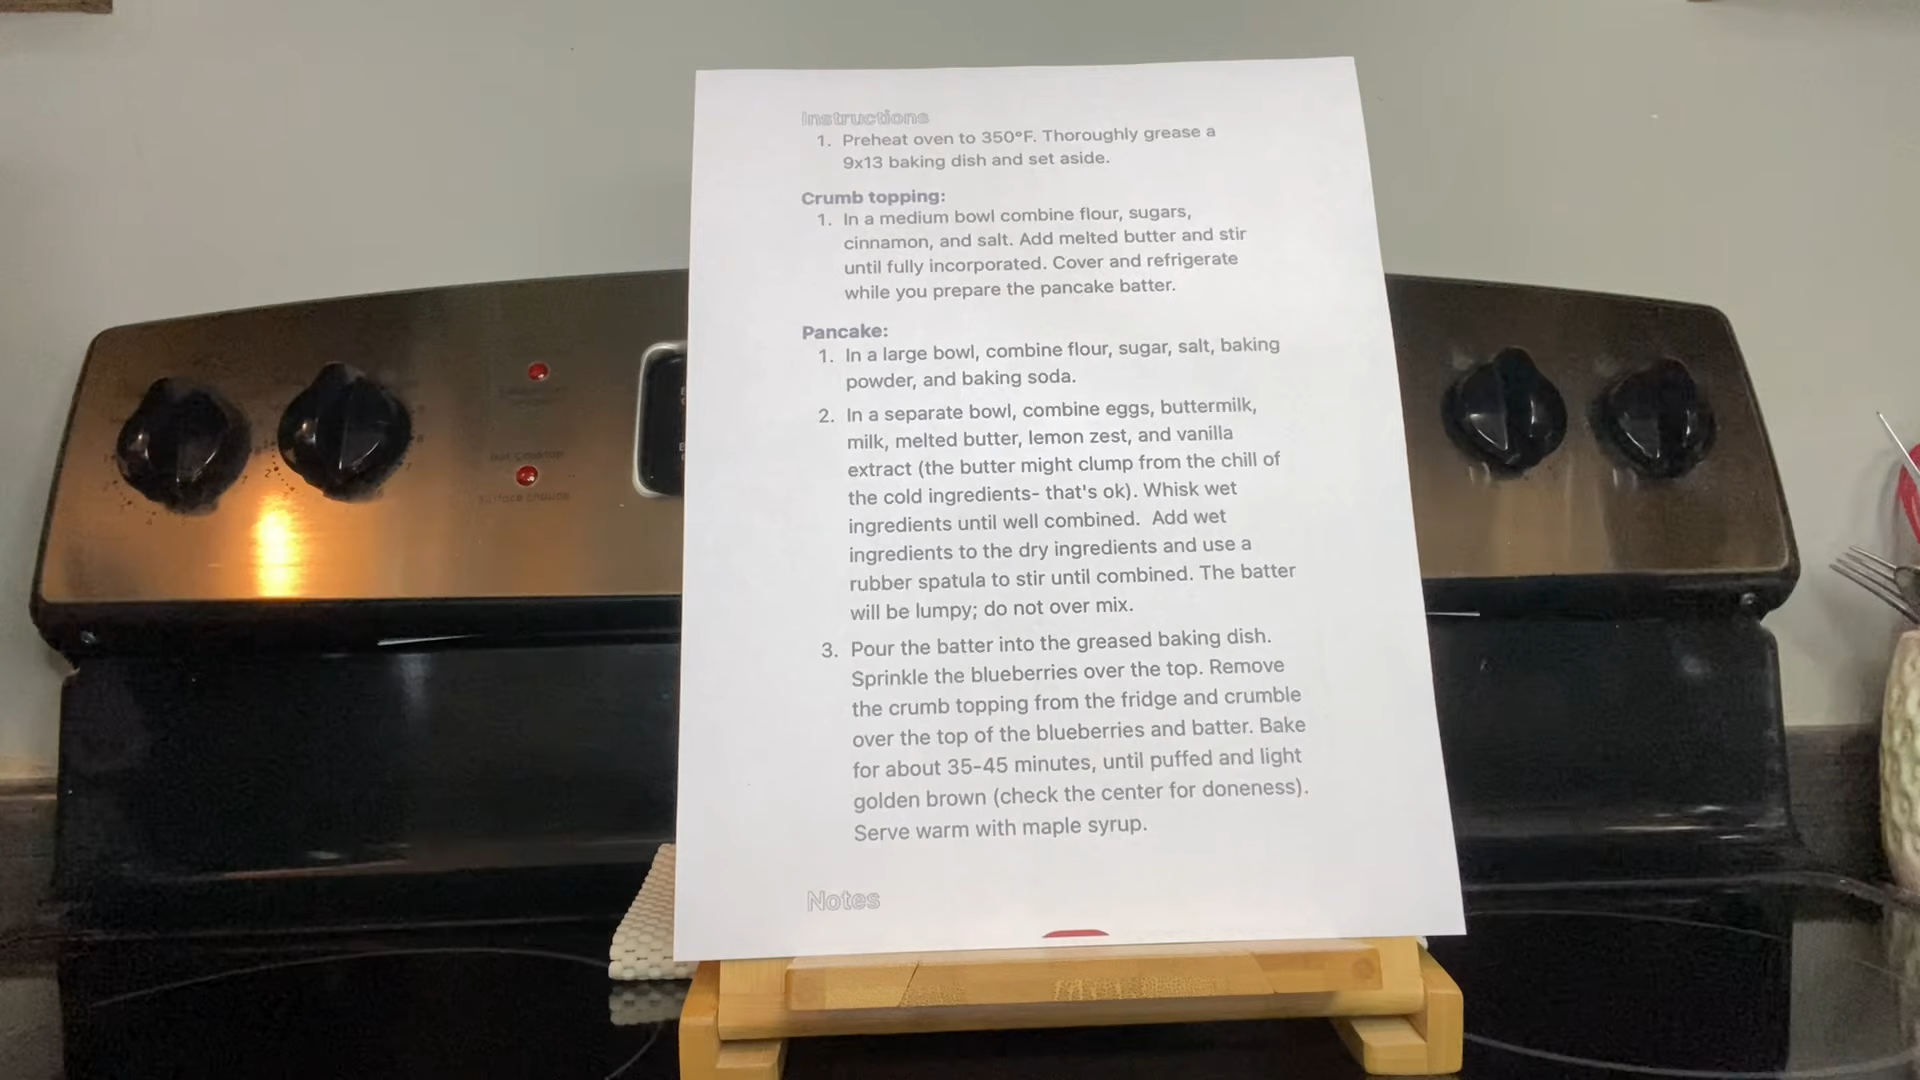 Instructions
1. Preheat oven to 350°F. Thoroughly grease a
9x13 baking dish and set aside.
Crumb topping:
1. In a medium bowl combine flour, sugars,
cinnamon, and salt. Add melted butter and stir
until fully incorporated. Cover and refrigerate
while you prepare the pancake batter.
Pancake:
1. In a large bowl, combine flour, sugar, salt, baking
powder, and baking soda.
2. In a separate bowl, combine eggs, buttermilk,
milk, melted butter, lemon zest, and vanilla
extract (the butter might clump from the chill of
the cold ingredients- that's ok). Whisk wet
ingredients until well combined. Add wet
ingredients to the dry ingredients and use a
rubber spatula to stir until combined. The batter
will be lumpy; do not over mix.
3. Pour the batter into the greased baking dish.
Sprinkle the blueberries over the top. Remove
the crumb topping from the fridge and crumble
over the top of the blueberries and batter. Bake
for about 35-45 minutes, until puffed and light
golden brown (check the center for doneness).
Serve warm with maple syrup.
Notes